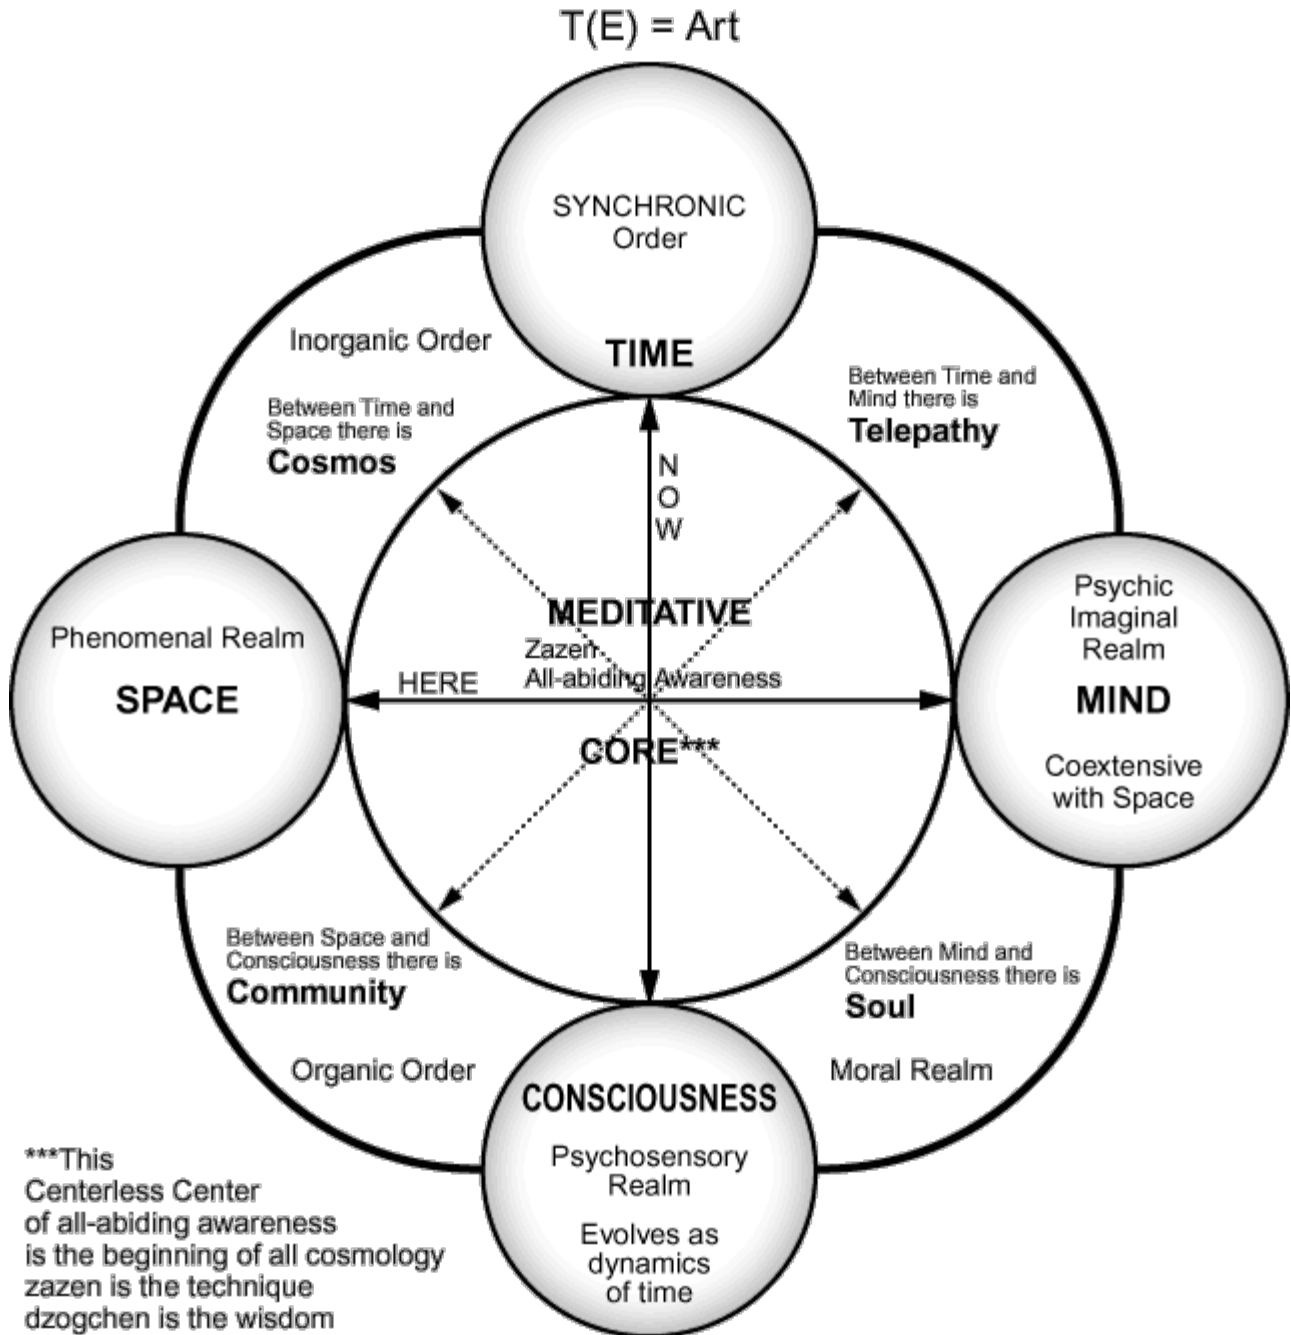 T(E) = Art
SYNCHRONIC
Order
TIME
Inorganic Order
Between Time and
Space there is
Cosmos
Between Time and
Mind there is
Telepathy
N
O
W
Phenomenal Realm
SPACE
MEDITATIVE
Zazen
All-abiding Awareness
HERE
CORE***
Psychic
Imaginal
Realm
MIND
Coextensive
with Space
Between Space and
Consciousness there is
Community
Organic Order
Between Mind and
Consciousness there is
Soul
Moral Realm
CONSCIOUSNESS
Psychosensory
Realm
Evolves as
dynamics
of time
***This
Centerless Center
of all-abiding awareness
is the beginning of all cosmology
zazen is the technique
dzogchen is the wisdom